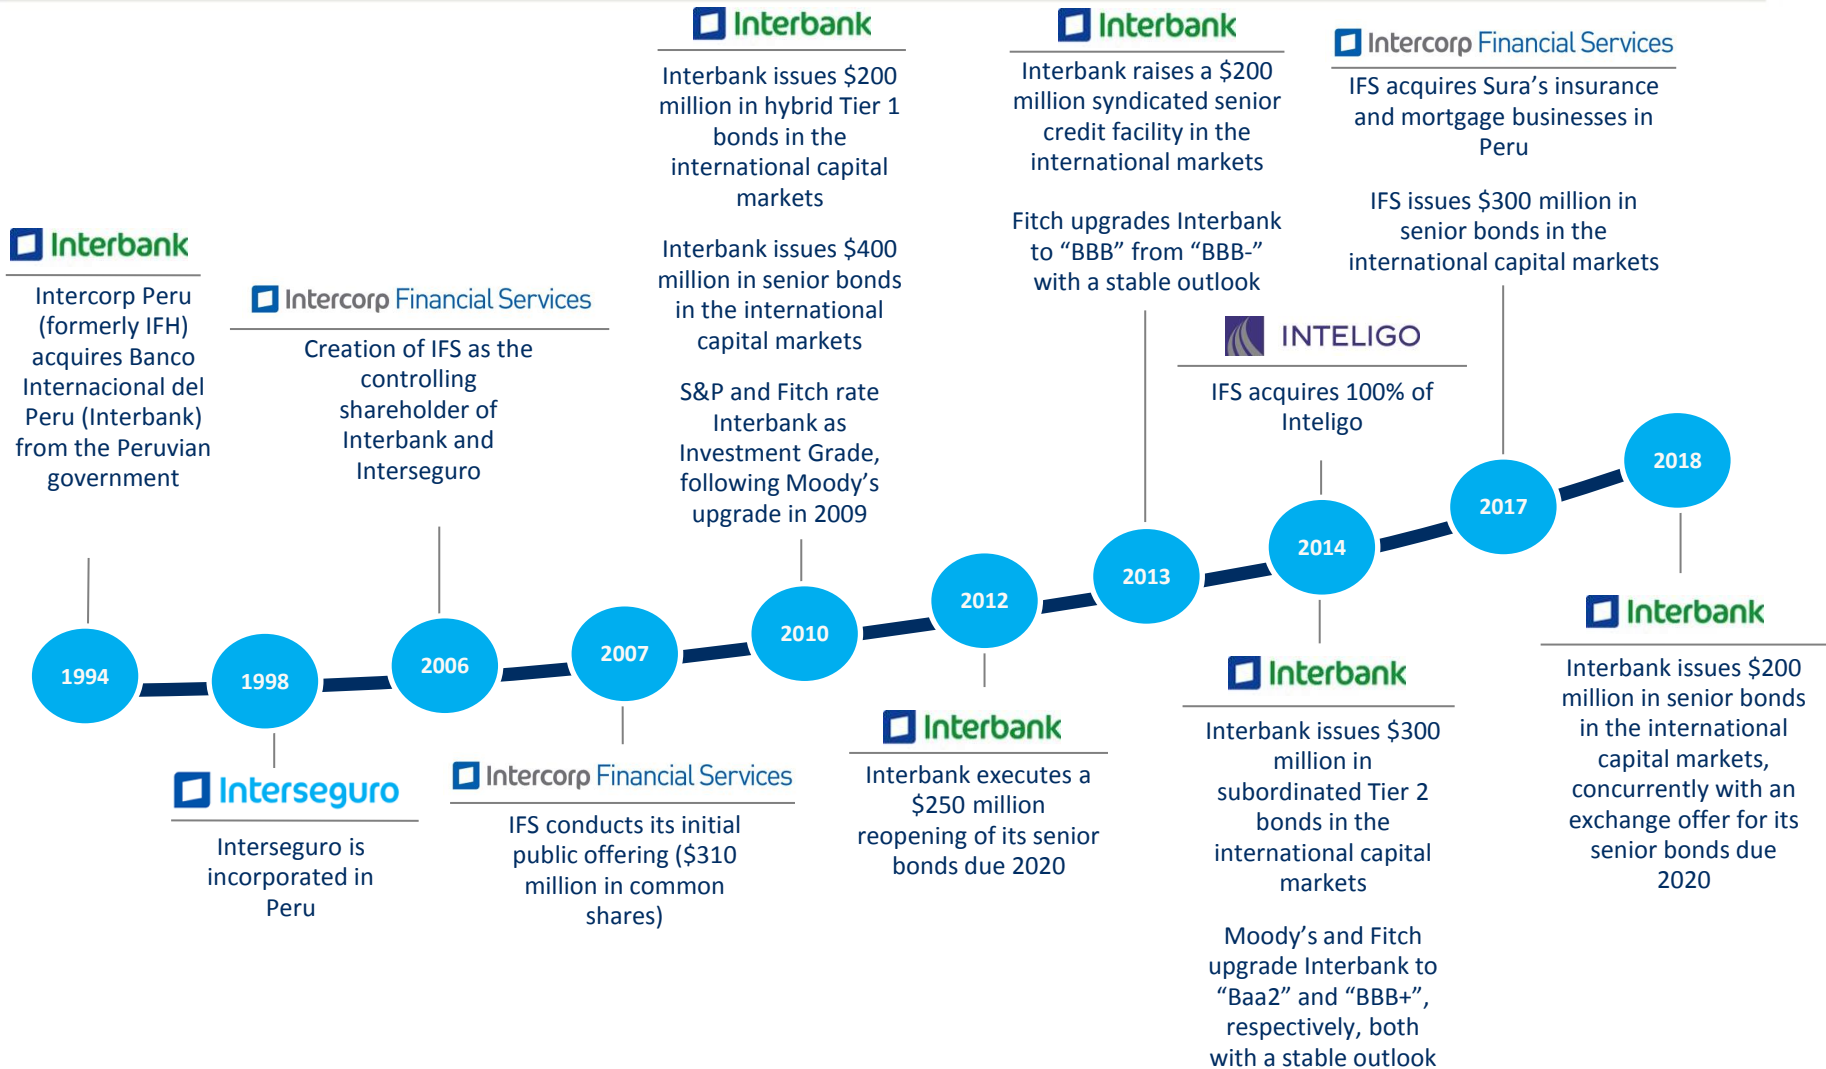 Interbank
Intercorp Peru
(formerly IFH)
acquires Banco
Internacional del
Peru (Interbank)
from the Peruvian
government
1994
1998
Interseguro
Interseguro is
incorporated in
Peru
Intercorp Financial Services
Creation of IFS as the
controlling
shareholder of
Interbank and
Interseguro
2006
2007
Intercorp Financial Services
IFS conducts its initial
public offering ($310
million in common
shares)
Interbank
Interbank issues $200
million in hybrid Tier 1
bonds in the
international capital
markets
Interbank issues $400
million in senior bonds
in the international
capital markets
S&P and Fitch rate
Interbank as
Investment Grade,
following Moody’s
upgrade in 2009
2010
2012
Interbank
Interbank executes a
$250 million
reopening of its senior
bonds due 2020
Interbank
Interbank raises a $200
million syndicated senior
credit facility in the
international markets
Fitch upgrades Interbank
to “BBB” from “BBB-”
with a stable outlook
2013
INTELIGO
IFS acquires 100% of
Inteligo
2014
Interbank
Interbank issues $300
million in
subordinated Tier 2
bonds in the
international capital
markets
Moody’s and Fitch
upgrade Interbank to
“Baa2” and “BBB+”,
respectively, both
with a stable outlook
Intercorp Financial Services
IFS acquires Sura’s insurance
and mortgage businesses in
Peru
IFS issues $300 million in
senior bonds in the
international capital markets
2017
2018
Interbank
Interbank issues $200
million in senior bonds
in the international
capital markets,
concurrently with an
exchange offer for its
senior bonds due
2020